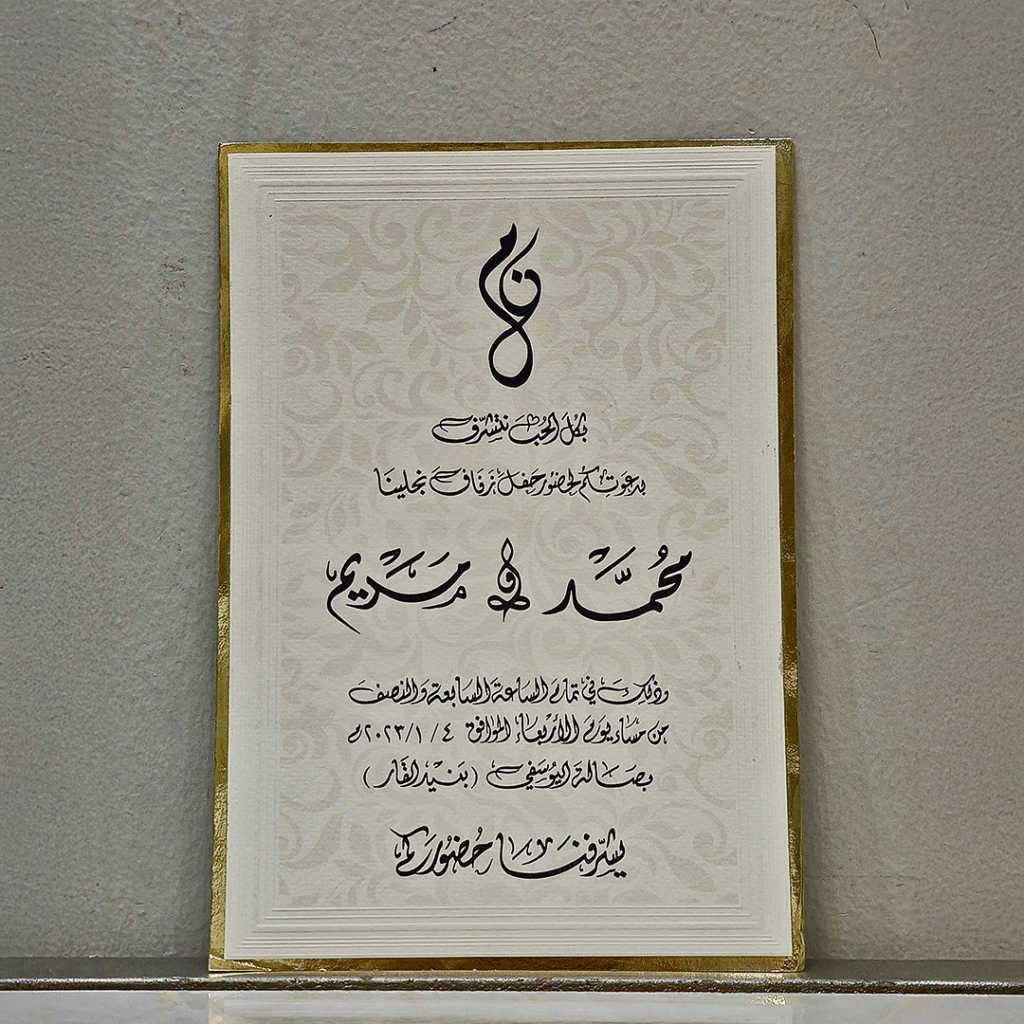 بكل الحب نتشرف
بدعوتكم لحضور حفل زفاف نجلينا
محمد و مريم
وذلك في تمام الساعة السابعة والنصف
من مساء يوم الأربعاء الموافق ٤ / ١ / ٢٠٢٣م
بصالة اليوسفي (بنيد القار)
يشرفنا حضوركم